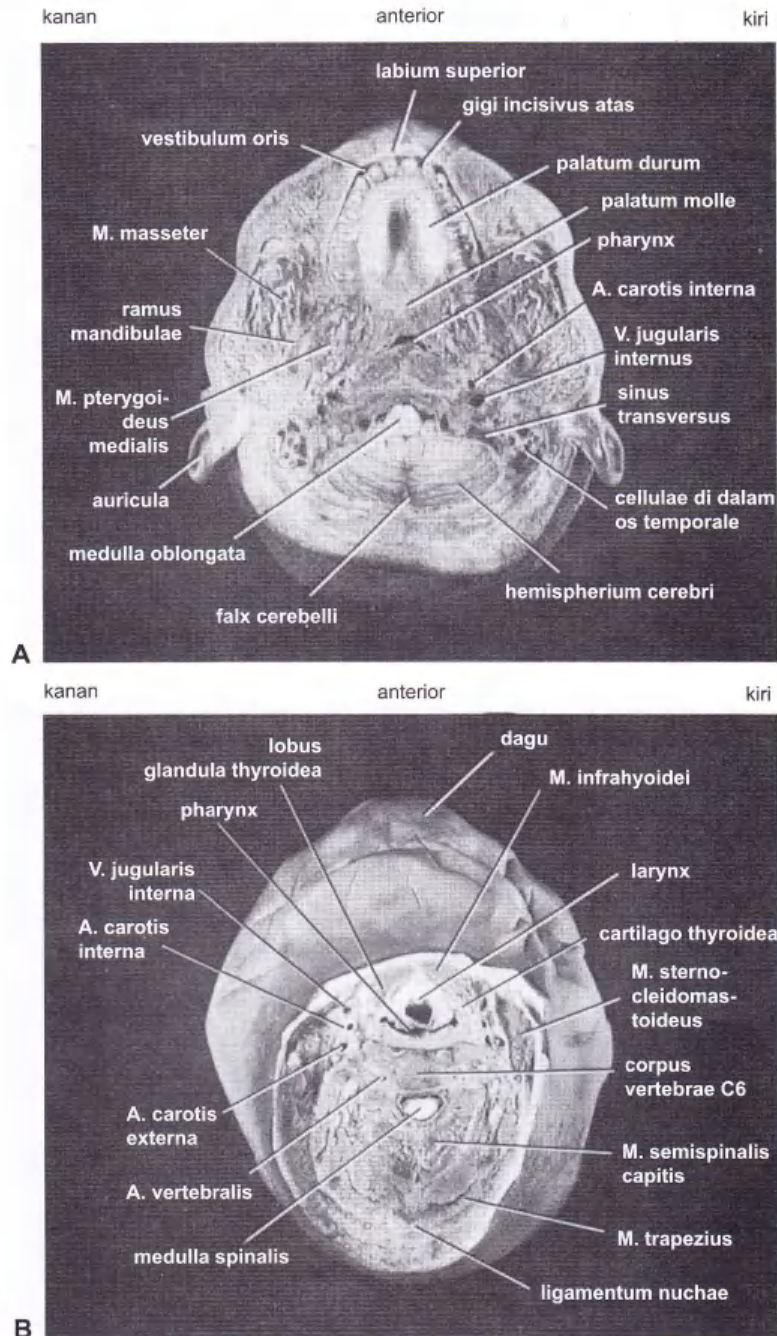 kanan anterior kiri
labium superior
gigi incisivus atas
vestibulum oris
palatum durum
palatum molle
M. masseter
pharynx
A. carotis interna
ramus
mandibulae
V. jugularis
internus
M. pterygoi-
deus
medialis
sinus
transversus
auricula
cellulae di dalam
os temporale
medulla oblongata
hemispherium cerebri
falx cerebelli
A
kanan anterior kiri
lobus
glandula thyroidea
dagu
M. infrahyoidei
pharynx
V. jugularis
interna
larynx
A. carotis
interna
cartilago thyroidea
M. sterno-
cleidomas-
toideus
corpus
vertebrae C6
A. carotis
externa
M. semispinalis
capitis
A. vertebralis
M. trapezius
medulla spinalis
ligamentum nuchae
B